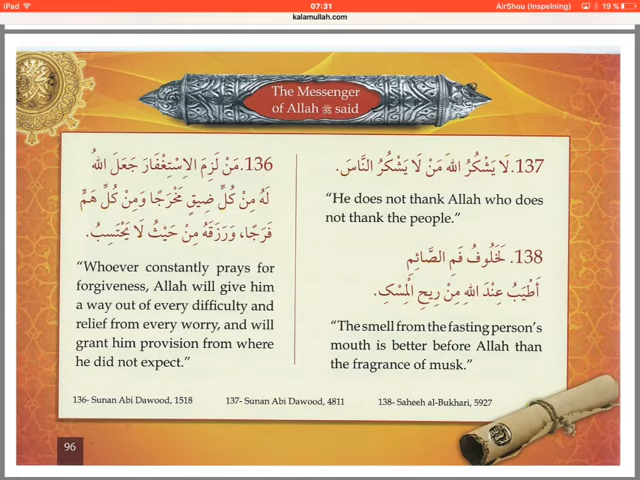 iPad
07:31
AirShou (Inspelning)
19 %
kalamullah.com
The Messenger
of Allah ﷺ said
136. مَنْ لَزِمَ الاِسْتِغْفَارَ جَعَلَ اللهُ
لَهُ مِنْ كُلِّ ضِيقٍ مَخْرَجًا وَمِنْ كُلِّ هَمٍّ
فَرَجًا، وَرَزَقَهُ مِنْ حَيْثُ لَا يَحْتَسِبُ.
“Whoever constantly prays for
forgiveness, Allah will give him
a way out of every difficulty and
relief from every worry, and will
grant him provision from where
he did not expect.”
137. لَا يَشْكُرُ اللهَ مَنْ لَا يَشْكُرُ النَّاسَ.
“He does not thank Allah who does
not thank the people.”
138. لَخَلُوفُ فَمِ الصَّائِمِ
أَطْيَبُ عِنْدَ اللهِ مِنْ رِيحِ الْمِسْكِ.
“The smell from the fasting person’s
mouth is better before Allah than
the fragrance of musk.”
136- Sunan Abi Dawood, 1518
137- Sunan Abi Dawood, 4811
138- Saheeh al-Bukhari, 5927
96